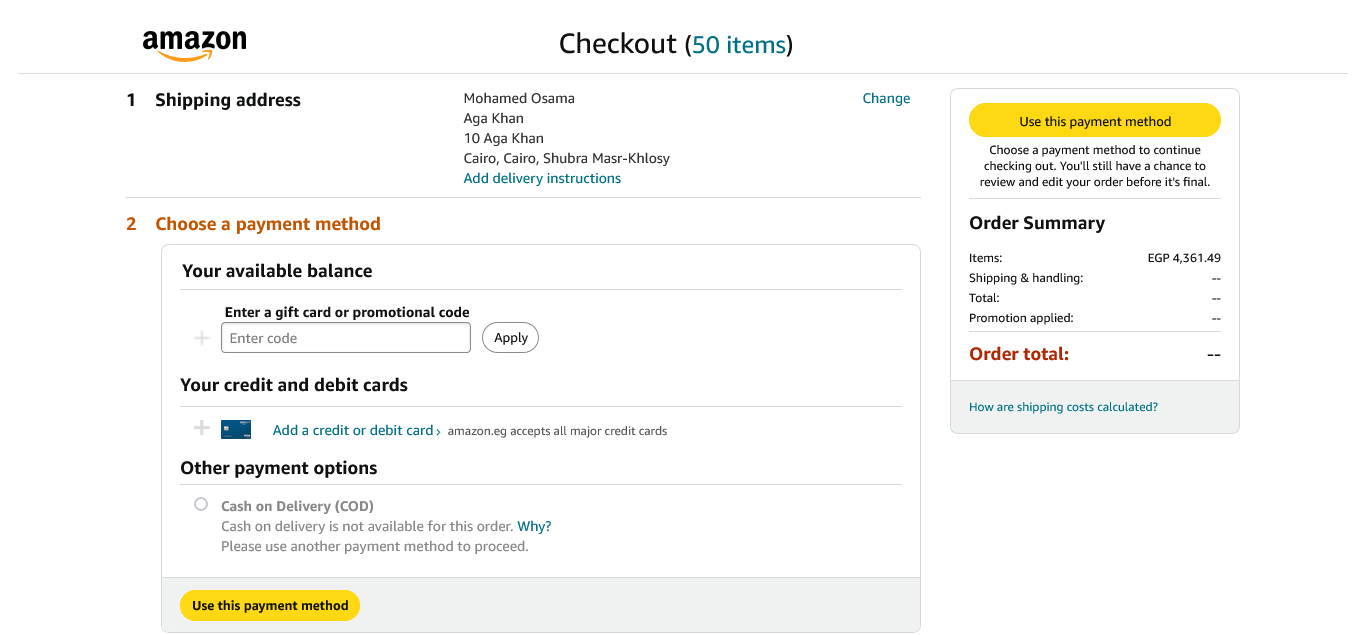 amazon
Checkout (50 items)
1 Shipping address
Mohamed Osama
Aga Khan
10 Aga Khan
Cairo, Cairo, Shubra Masr-Khlosy
Add delivery instructions
Change
2 Choose a payment method
Your available balance
Enter a gift card or promotional code
Enter code
Apply
Your credit and debit cards
Add a credit or debit card › amazon.eg accepts all major credit cards
Other payment options
Cash on Delivery (COD)
Cash on delivery is not available for this order. Why?
Please use another payment method to proceed.
Use this payment method
Use this payment method
Choose a payment method to continue
checking out. You'll still have a chance to
review and edit your order before it's final.
Order Summary
Items: EGP 4,361.49
Shipping & handling: --
Total: --
Promotion applied: --
Order total: --
How are shipping costs calculated?